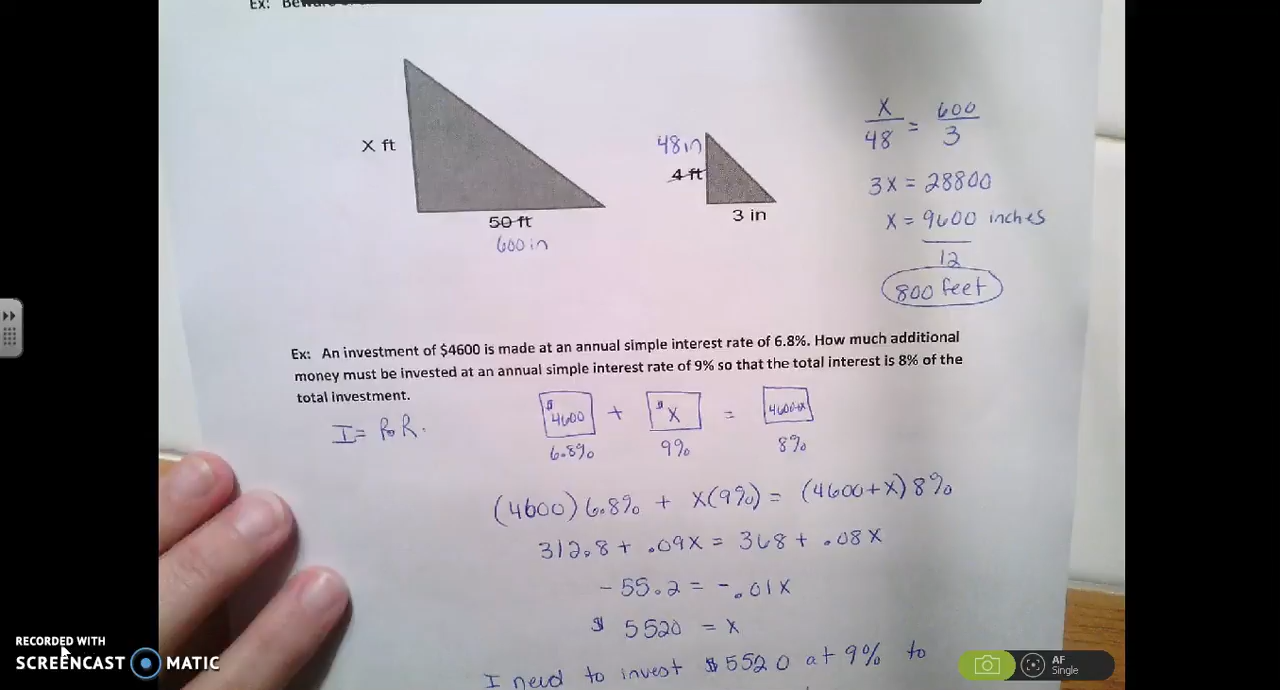 Ex:
X ft
50 ft
600 in
48in
4 ft
3 in
X/48 = 600/3
3X = 28800
X = 9600 inches
12
800 feet
Ex: An investment of $4600 is made at an annual simple interest rate of 6.8%. How much additional
money must be invested at an annual simple interest rate of 9% so that the total interest is 8% of the
total investment.
I = P • R.
$4600 + $X = 4600+x
6.8% 9% 8%
(4600)6.8% + X(9%) = (4600+X)8%
312.8 + .09X = 368 + .08X
-55.2 = -.01X
$ 5520 = X
I need to invest $5520 at 9% to
RECORDED WITH
SCREENCAST MATIC
AF
Single